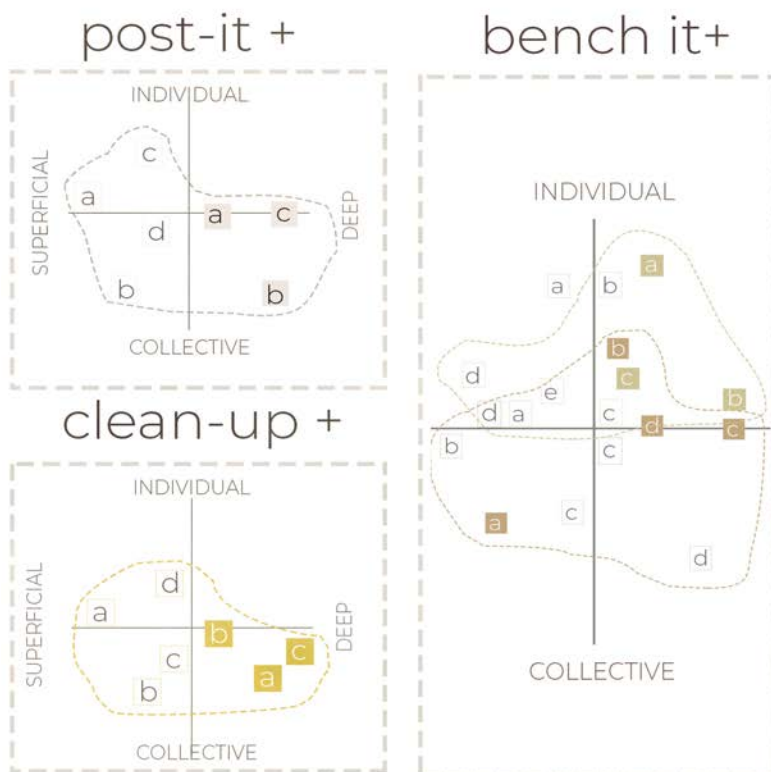 post-it +
INDIVIDUAL
SUPERFICIAL
DEEP
c
a
a
c
d
b
b
COLLECTIVE
clean-up +
INDIVIDUAL
SUPERFICIAL
DEEP
d
a
b
c
c
a
b
COLLECTIVE
bench it+
INDIVIDUAL
a
a
b
b
d
c
e
b
d
a
c
d
c
b
c
c
a
d
COLLECTIVE